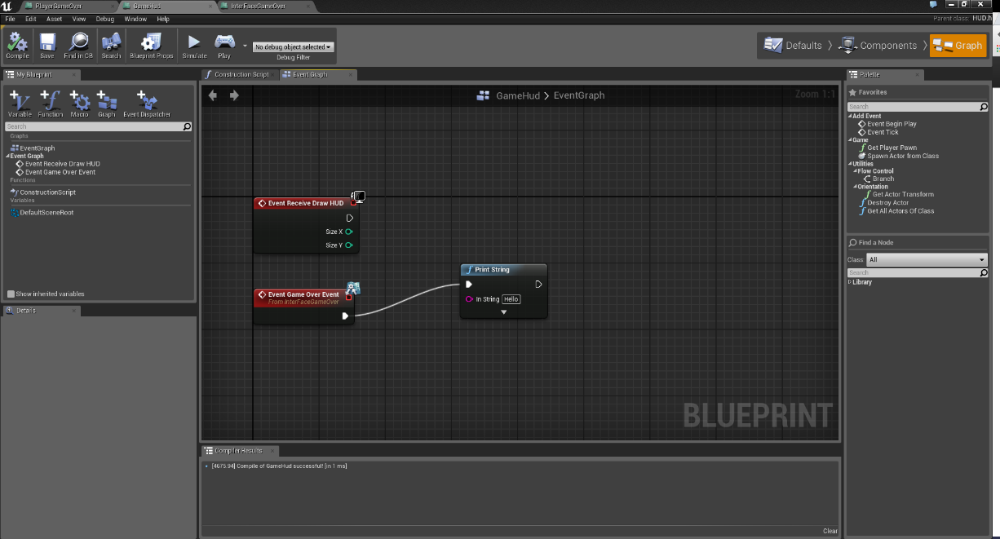 PlayerGameOver
GameHud
InterFaceGameOver
File Edit Asset View Debug Window Help
Parent class: HUD.h
Compile
Save
Find in CB
Search
Blueprint Props
Simulate
Play
No debug object selected
Debug Filter
Defaults
Components
Graph
My Blueprint
Variable
Function
Macro
Graph
Event Dispatcher
Search
Graphs
EventGraph
Event Graph
Event Receive Draw HUD
Event Game Over Event
Functions
ConstructionScript
Variables
DefaultSceneRoot
Show inherited variables
Details
Construction Script
Event Graph
GameHud > EventGraph
Zoom 1:1
Event Receive Draw HUD
Size X
Size Y
Event Game Over Event
From InterFaceGameOver
Print String
In String Hello
BLUEPRINT
Compiler Results
[4675.94] Compile of GameHud successful! [in 1 ms]
Clear
Palette
Favorites
Search
Add Event
Event Begin Play
Event Tick
Game
Get Player Pawn
Spawn Actor from Class
Utilities
Flow Control
Branch
Orientation
Get Actor Transform
Destroy Actor
Get All Actors Of Class
Find a Node
Class: All
Search
Library